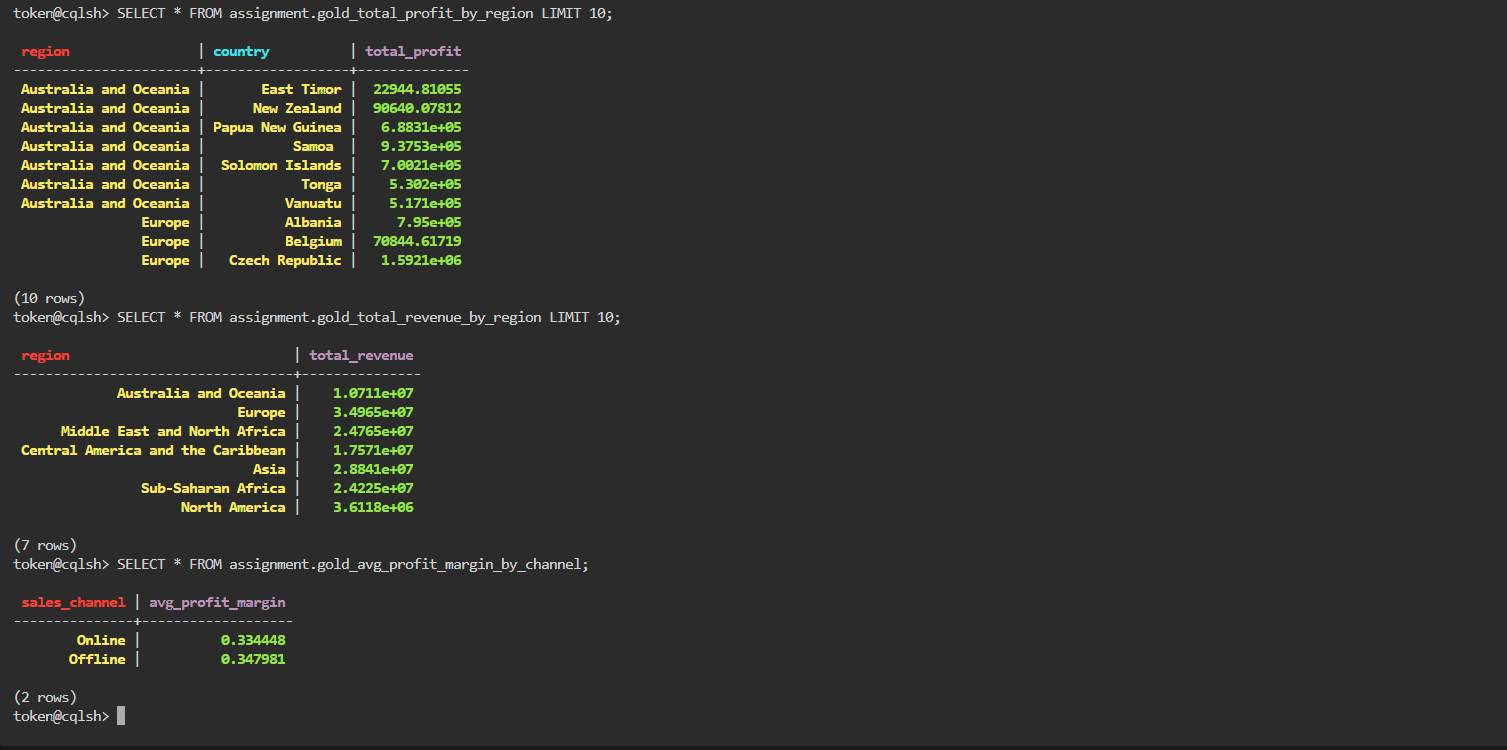 token@cqlsh> SELECT * FROM assignment.gold_total_profit_by_region LIMIT 10;
 region                | country          | total_profit
-----------------------+------------------+--------------
 Australia and Oceania |       East Timor |  22944.81055
 Australia and Oceania |      New Zealand |  90640.07812
 Australia and Oceania | Papua New Guinea |   6.8831e+05
 Australia and Oceania |           Samoa  |   9.3753e+05
 Australia and Oceania |  Solomon Islands |   7.0021e+05
 Australia and Oceania |            Tonga |    5.302e+05
 Australia and Oceania |          Vanuatu |    5.171e+05
                Europe |          Albania |     7.95e+05
                Europe |          Belgium |  70844.61719
                Europe |   Czech Republic |   1.5921e+06
(10 rows)
token@cqlsh> SELECT * FROM assignment.gold_total_revenue_by_region LIMIT 10;
 region                            | total_revenue
-----------------------------------+---------------
             Australia and Oceania |    1.0711e+07
                            Europe |    3.4965e+07
      Middle East and North Africa |    2.4765e+07
 Central America and the Caribbean |    1.7571e+07
                              Asia |    2.8841e+07
                Sub-Saharan Africa |    2.4225e+07
                     North America |    3.6118e+06
(7 rows)
token@cqlsh> SELECT * FROM assignment.gold_avg_profit_margin_by_channel;
 sales_channel | avg_profit_margin
---------------+-------------------
        Online |          0.334448
       Offline |          0.347981
(2 rows)
token@cqlsh>